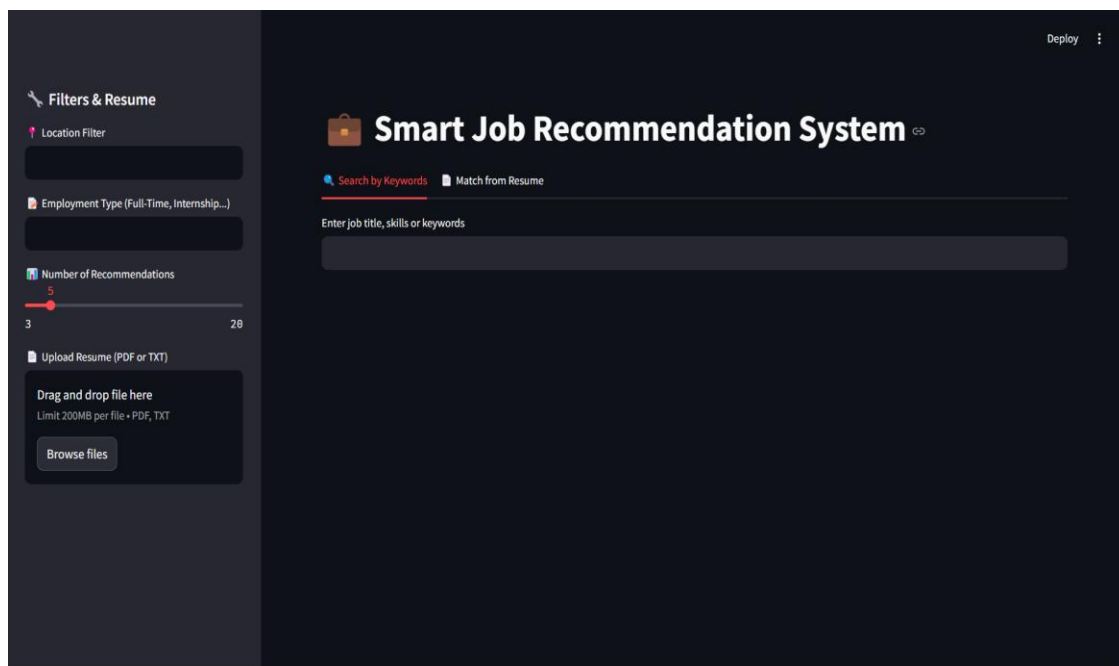 Deploy
🔧 Filters & Resume
📍 Location Filter
📝 Employment Type (Full-Time, Internship...)
📊 Number of Recommendations
5
3 20
📄 Upload Resume (PDF or TXT)
Drag and drop file here
Limit 200MB per file • PDF, TXT
Browse files
💼 Smart Job Recommendation System
🔍 Search by Keywords 📄 Match from Resume
Enter job title, skills or keywords